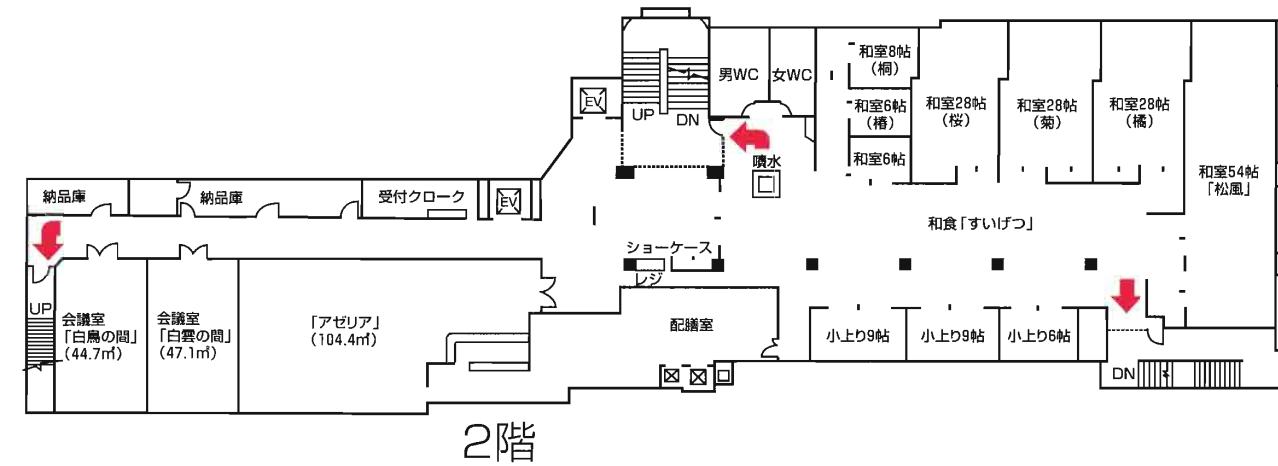 男WC
女WC
和室8帖
（桐）
和室6帖
（椿）
和室6帖
和室28帖
（桜）
和室28帖
（菊）
和室28帖
（橘）
和室54帖
「松風」
EV
UP
DN
噴水
納品庫
納品庫
受付クローク
EV
和食「すいげつ」
ショーケース
レジ
UP
会議室
「白鳥の間」
（44.7㎡）
会議室
「白雲の間」
（47.1㎡）
「アゼリア」
（104.4㎡）
配膳室
小上り9帖
小上り9帖
小上り6帖
DN
2階